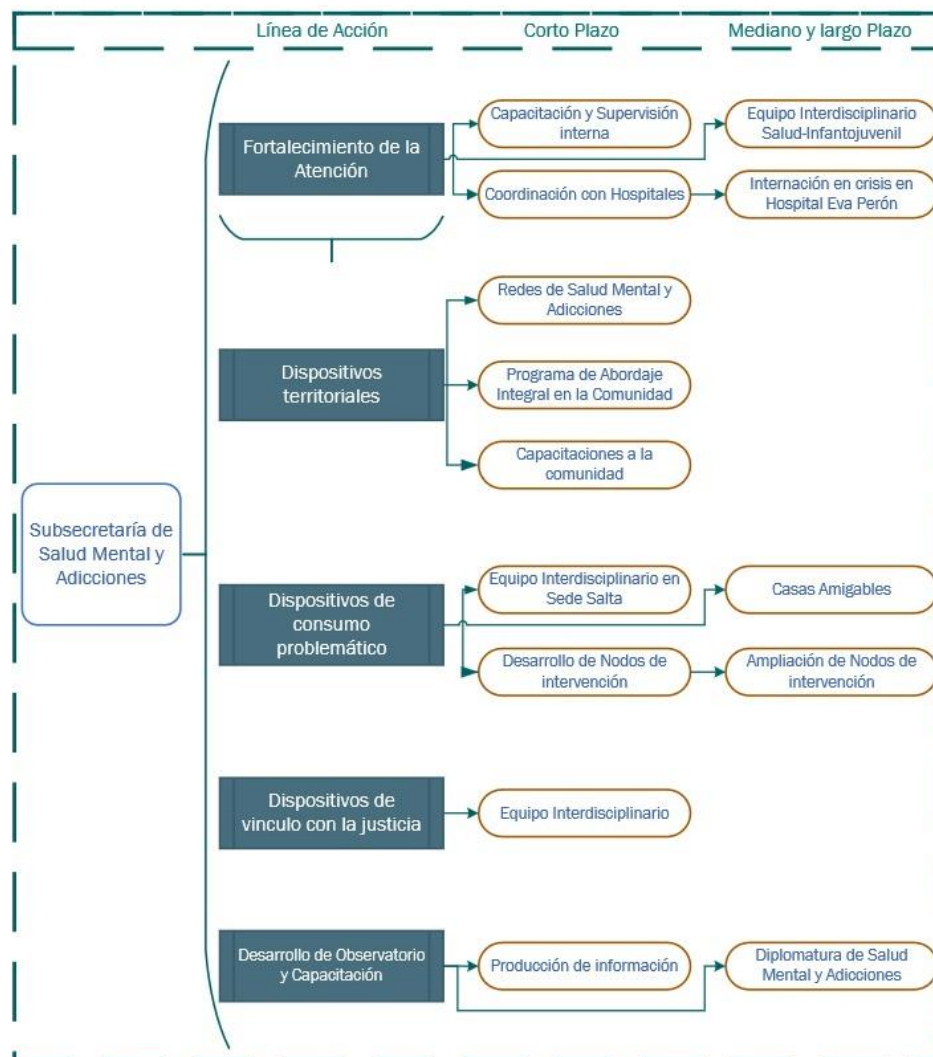 Línea de Acción
Corto Plazo
Mediano y largo Plazo
Fortalecimiento de la
Atención
Capacitación y Supervisión
interna
Equipo Interdisciplinario
Salud-Infantojuvenil
Coordinación con Hospitales
Internación en crisis en
Hospital Eva Perón
Dispositivos
territoriales
Redes de Salud Mental y
Adicciones
Programa de Abordaje
Integral en la Comunidad
Capacitaciones a la
comunidad
Subsecretaría de
Salud Mental y
Adicciones
Dispositivos de
consumo
problemático
Equipo Interdisciplinario en
Sede Salta
Casas Amigables
Desarrollo de Nodos de
intervención
Ampliación de Nodos de
intervención
Dispositivos de
vinculo con la justicia
Equipo Interdisciplinario
Desarrollo de Observatorio
y Capacitación
Producción de información
Diplomatura de Salud
Mental y Adicciones